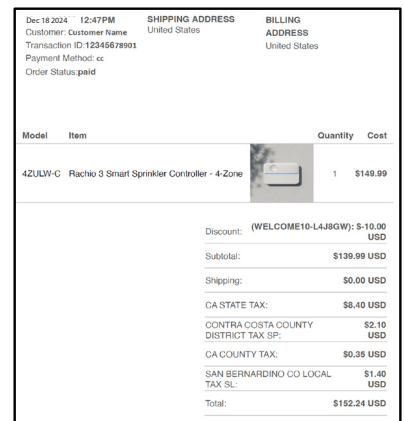 Dec 18 2024 12:47PM
Customer: Customer Name
Transaction ID:12345678901
Payment Method: cc
Order Status:paid
SHIPPING ADDRESS
United States
BILLING
ADDRESS
United States
Model Item Quantity Cost
4ZULW-C Rachio 3 Smart Sprinkler Controller - 4-Zone 1 $149.99
Discount: (WELCOME10-L4J8GW): $-10.00
USD
Subtotal: $139.99 USD
Shipping: $0.00 USD
CA STATE TAX: $8.40 USD
CONTRA COSTA COUNTY $2.10
DISTRICT TAX SP: USD
CA COUNTY TAX: $0.35 USD
SAN BERNARDINO CO LOCAL $1.40
TAX SL: USD
Total: $152.24 USD